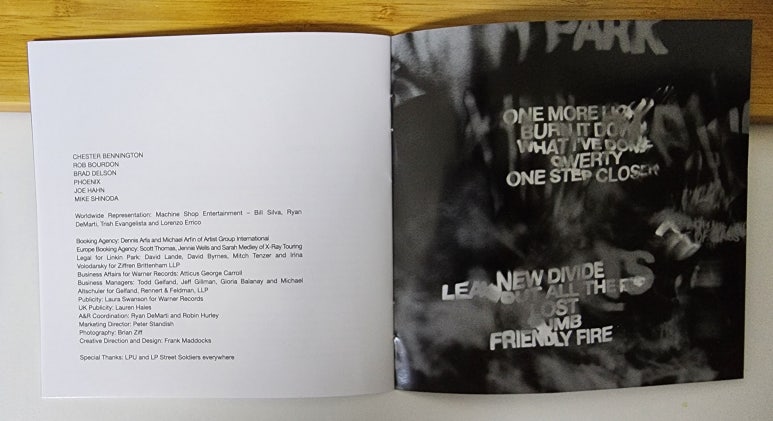 CHESTER BENNINGTON
ROB BOURDON
BRAD DELSON
PHOENIX
JOE HAHN
MIKE SHINODA
Worldwide Representation: Machine Shop Entertainment – Bill Silva, Ryan
DeMarti, Trish Evangelista and Lorenzo Errico
Booking Agency: Dennis Arfa and Michael Arfin of Artist Group International
Europe Booking Agency: Scott Thomas, Jennie Wells and Sarah Medley of X-Ray Touring
Legal for Linkin Park: David Lande, David Byrnes, Mitch Tenzer and Irina
Volodarsky for Ziffren Brittenham LLP
Business Affairs for Warner Records: Atticus George Carroll
Business Managers: Todd Gelfand, Jeff Gillman, Gloria Balanay and Michael
Altschuler for Gelfand, Rennert & Feldman, LLP
Publicity: Laura Swanson for Warner Records
UK Publicity: Lauren Hales
A&R Coordination: Ryan DeMarti and Robin Hurley
Marketing Director: Peter Standish
Photography: Brian Ziff
Creative Direction and Design: Frank Maddocks
Special Thanks: LPU and LP Street Soldiers everywhere
PARK
ONE MORE
BURN IT
WHAT I'VE DONE
QWERTY
ONE STEP CLOSER
NEW DIVIDE
ALL THE
LOST
FRIENDLY FIRE